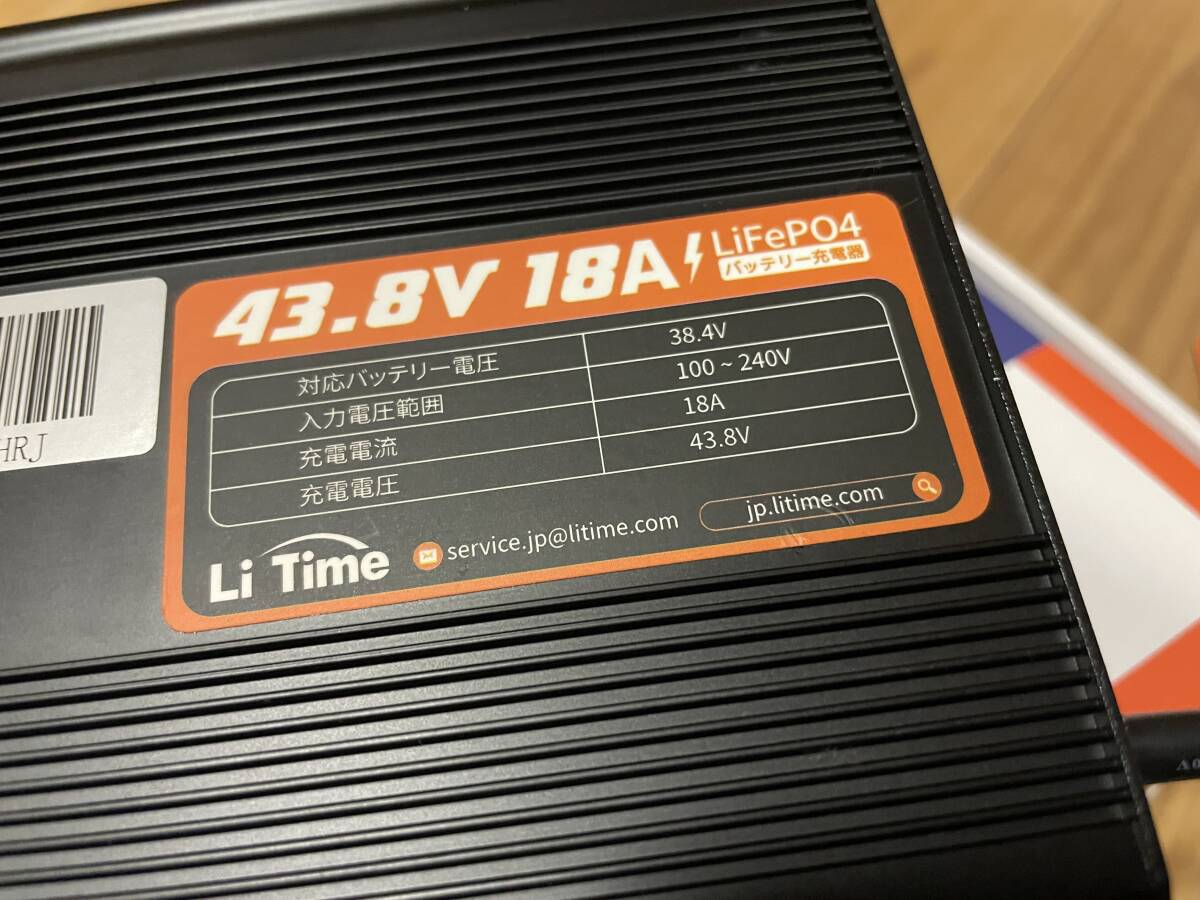 43.8V 18A LiFePO4
バッテリー充電器
対応バッテリー電圧 38.4V
入力電圧範囲 100 ~ 240V
充電電流 18A
充電電圧 43.8V
HRJ
Li Time service.jp@litime.com jp.litime.com